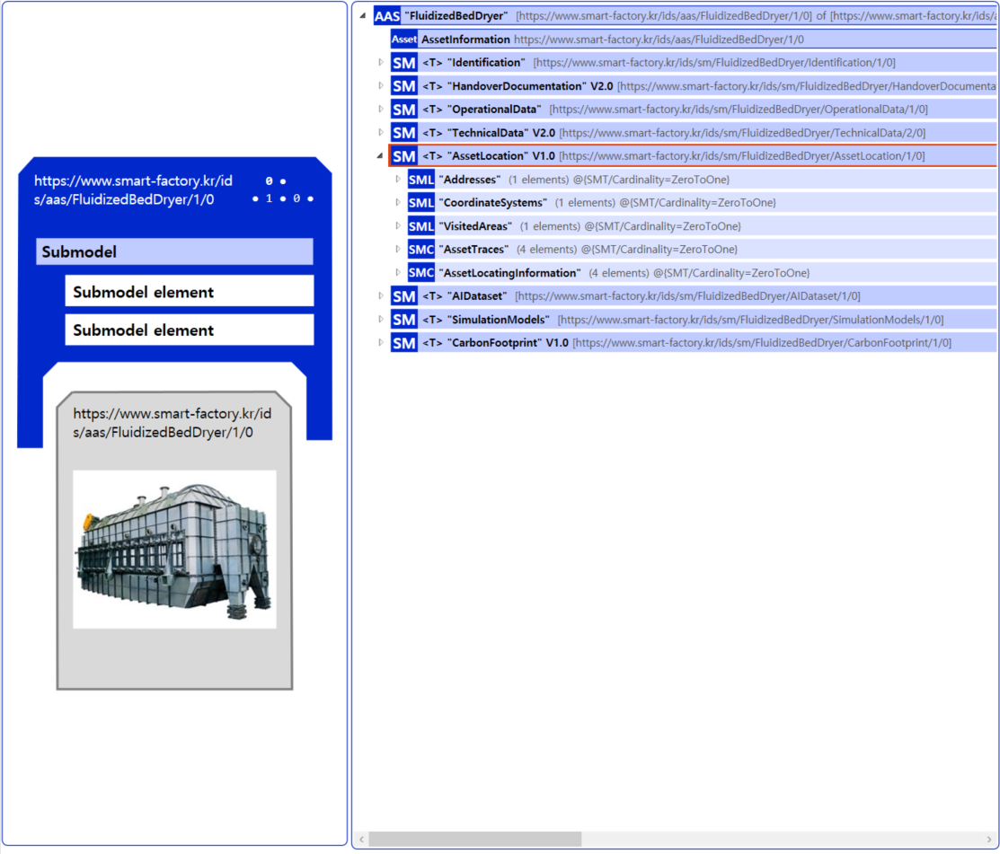 https://www.smart-factory.kr/id
s/aas/FluidizedBedDryer/1/0
0 •
• 1 • 0 •
Submodel
Submodel element
Submodel element
https://www.smart-factory.kr/id
s/aas/FluidizedBedDryer/1/0
AAS "FluidizedBedDryer" [https://www.smart-factory.kr/ids/aas/FluidizedBedDryer/1/0] of [https://www.smart-factory.kr/ids/a
Asset AssetInformation https://www.smart-factory.kr/ids/aas/FluidizedBedDryer/1/0
SM <T> "Identification" [https://www.smart-factory.kr/ids/sm/FluidizedBedDryer/Identification/1/0]
SM <T> "HandoverDocumentation" V2.0 [https://www.smart-factory.kr/ids/sm/FluidizedBedDryer/HandoverDocumenta
SM <T> "OperationalData" [https://www.smart-factory.kr/ids/sm/FluidizedBedDryer/OperationalData/1/0]
SM <T> "TechnicalData" V2.0 [https://www.smart-factory.kr/ids/sm/FluidizedBedDryer/TechnicalData/2/0]
SM <T> "AssetLocation" V1.0 [https://www.smart-factory.kr/ids/sm/FluidizedBedDryer/AssetLocation/1/0]
SML "Addresses" (1 elements) @{SMT/Cardinality=ZeroToOne}
SML "CoordinateSystems" (1 elements) @{SMT/Cardinality=ZeroToOne}
SML "VisitedAreas" (1 elements) @{SMT/Cardinality=ZeroToOne}
SMC "AssetTraces" (4 elements) @{SMT/Cardinality=ZeroToOne}
SMC "AssetLocatingInformation" (4 elements) @{SMT/Cardinality=ZeroToOne}
SM <T> "AIDataset" [https://www.smart-factory.kr/ids/sm/FluidizedBedDryer/AIDataset/1/0]
SM <T> "SimulationModels" [https://www.smart-factory.kr/ids/sm/FluidizedBedDryer/SimulationModels/1/0]
SM <T> "CarbonFootprint" V1.0 [https://www.smart-factory.kr/ids/sm/FluidizedBedDryer/CarbonFootprint/1/0]